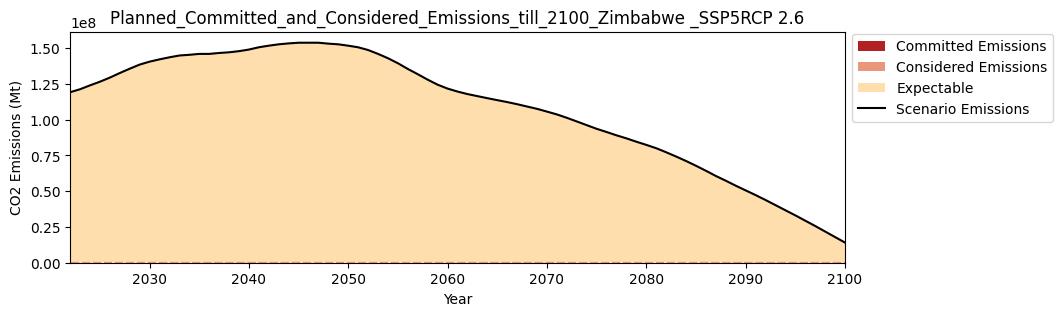 Planned_Committed_and_Considered_Emissions_till_2100_Zimbabwe _SSP5RCP 2.6
1e8
1.50
1.25
1.00
0.75
0.50
0.25
0.00
CO2 Emissions (Mt)
2030 2040 2050 2060 2070 2080 2090 2100
Year
Committed Emissions
Considered Emissions
Expectable
Scenario Emissions